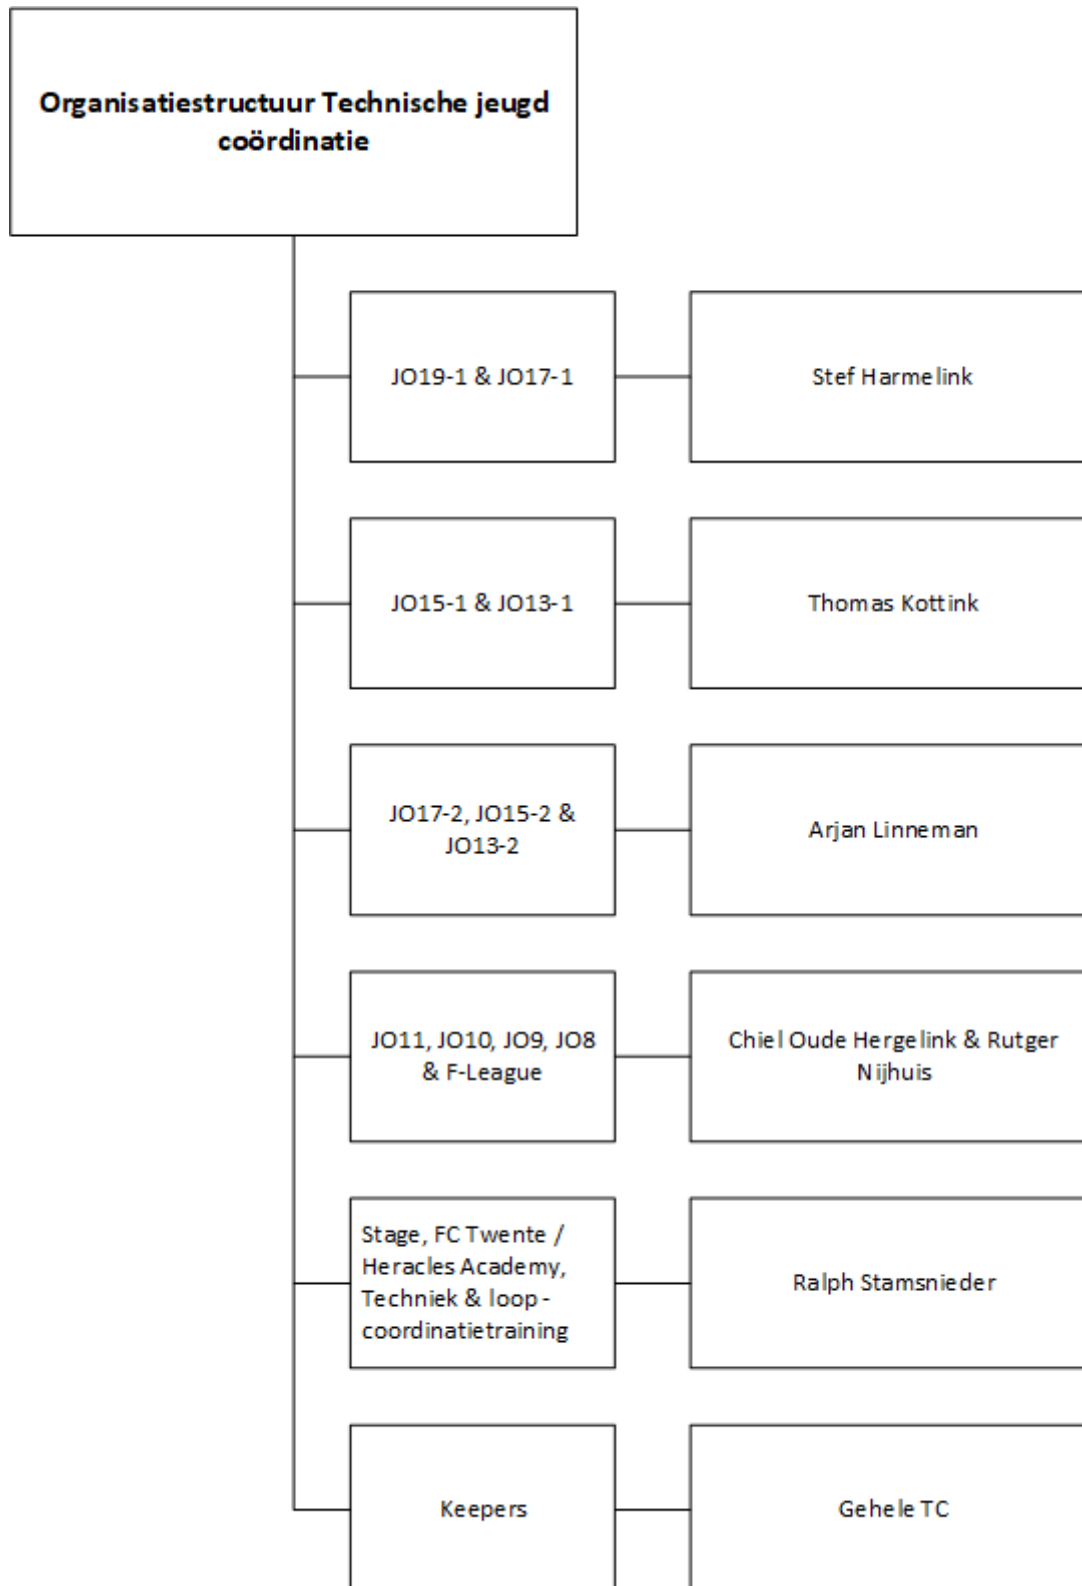 Organisatiestructuur Technische jeugd
coördinatie
JO19-1 & JO17-1
Stef Harmelink
JO15-1 & JO13-1
Thomas Kottink
JO17-2, JO15-2 &
JO13-2
Arjan Linneman
JO11, JO10, JO9, JO8
& F-League
Chiel Oude Hergelink & Rutger
Nijhuis
Stage, FC Twente /
Heracles Academy,
Techniek & loop-
coordinatietraining
Ralph Stamsnieder
Keepers
Gehele TC